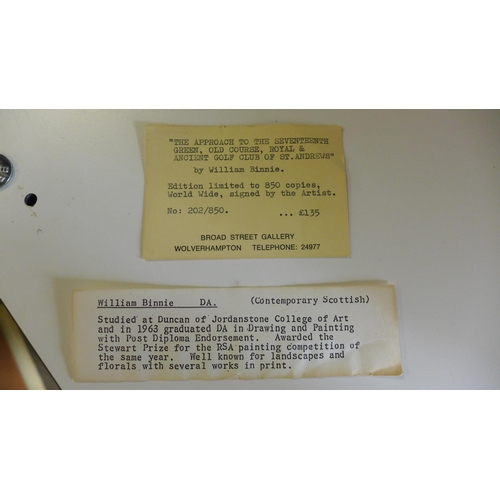 "THE APPROACH TO THE SEVENTEENTH
GREEN, OLD COURSE, ROYAL &
ANCIENT GOLF CLUB OF ST.ANDREWS"
by William Binnie.
Edition limited to 850 copies,
World Wide, signed by the Artist.
No: 202/850. ... £135
BROAD STREET GALLERY
WOLVERHAMPTON TELEPHONE: 24977
William Binnie DA. (Contemporary Scottish)
Studied at Duncan of Jordanstone College of Art
and in 1963 graduated DA in Drawing and Painting
with Post Diploma Endorsement. Awarded the
Stewart Prize for the RSA painting competition of
the same year. Well known for landscapes and
florals with several works in print.